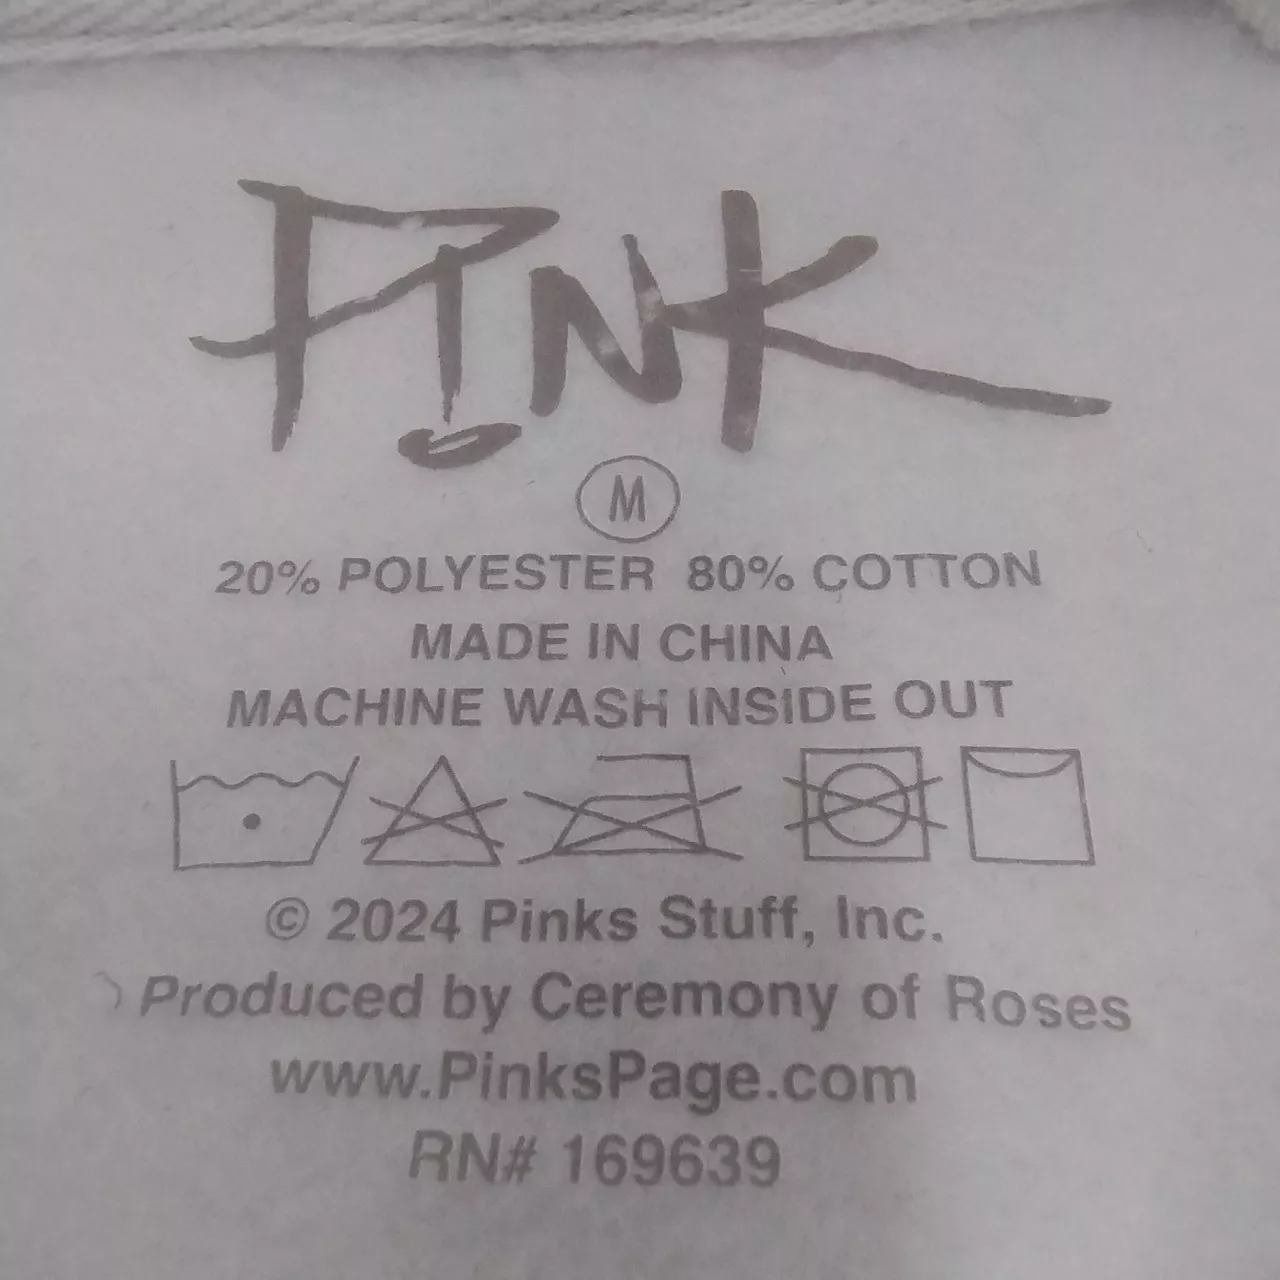 P!NK
M
20% POLYESTER 80% COTTON
MADE IN CHINA
MACHINE WASH INSIDE OUT
© 2024 Pinks Stuff, Inc.
Produced by Ceremony of Roses
www.PinksPage.com
RN# 169639